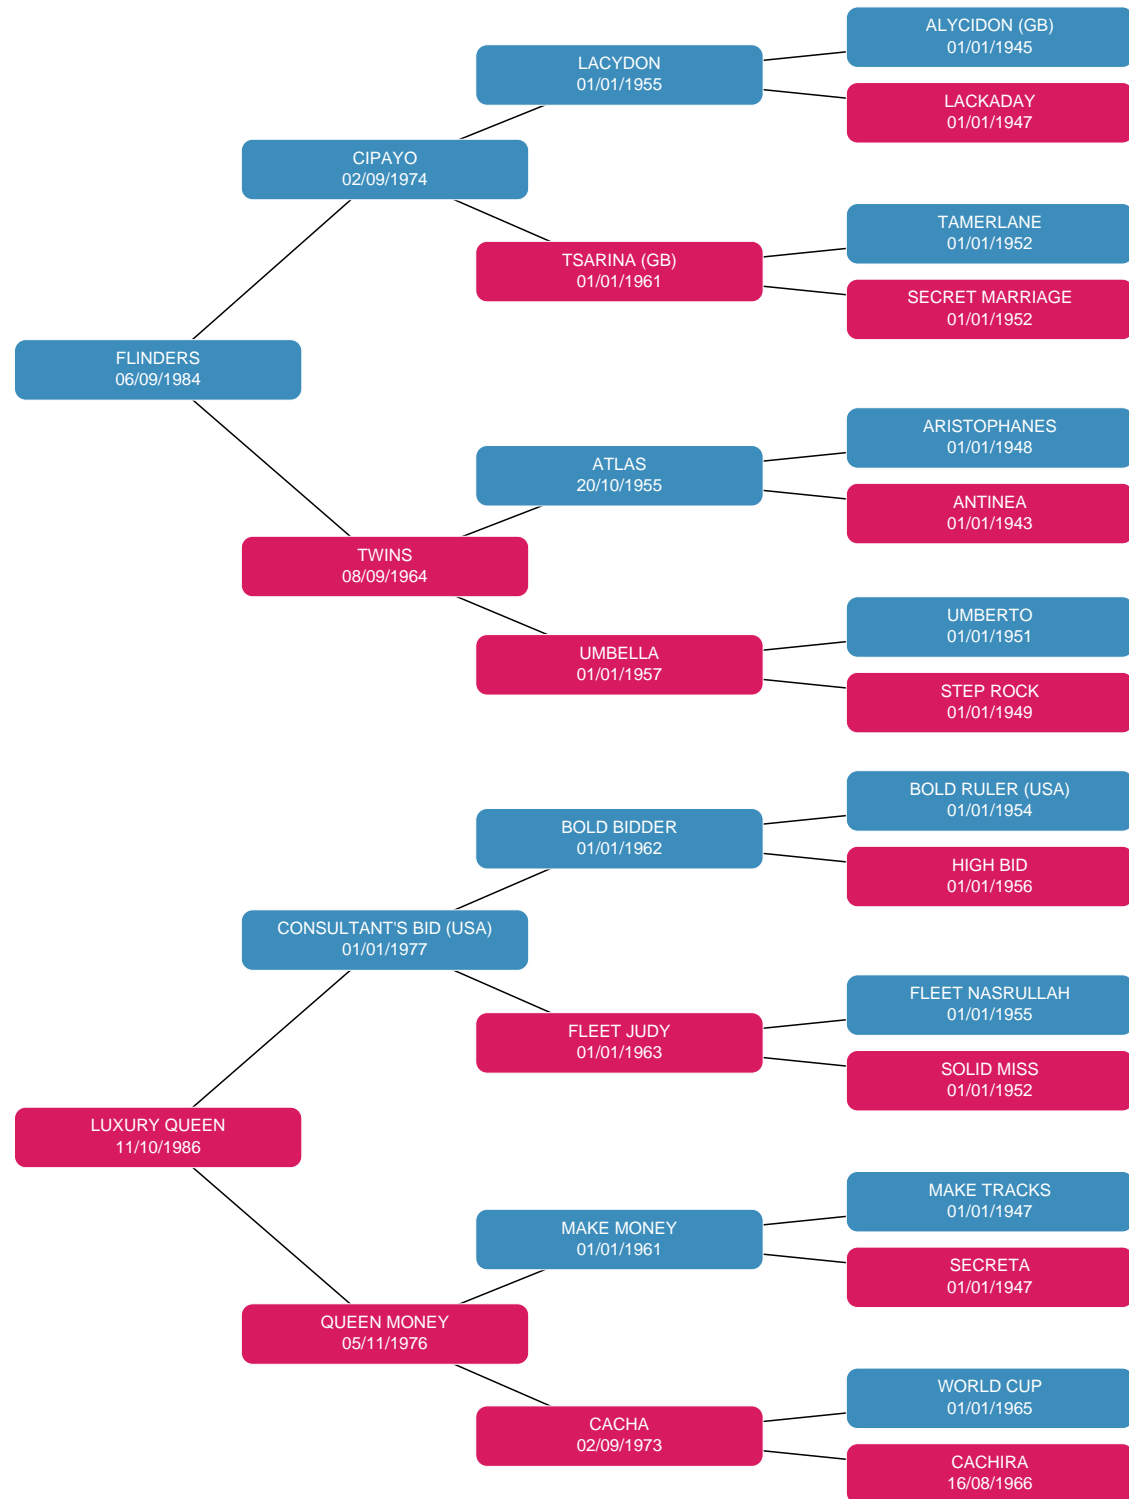 ALYCIDON (GB)
01/01/1945
LACYDON
01/01/1955
LACKADAY
01/01/1947
CIPAYO
02/09/1974
TAMERLANE
01/01/1952
TSARINA (GB)
01/01/1961
SECRET MARRIAGE
01/01/1952
FLINDERS
06/09/1984
ARISTOPHANES
01/01/1948
ATLAS
20/10/1955
ANTINEA
01/01/1943
TWINS
08/09/1964
UMBERTO
01/01/1951
UMBELLA
01/01/1957
STEP ROCK
01/01/1949
BOLD RULER (USA)
01/01/1954
BOLD BIDDER
01/01/1962
HIGH BID
01/01/1956
CONSULTANT'S BID (USA)
01/01/1977
FLEET NASRULLAH
01/01/1955
FLEET JUDY
01/01/1963
SOLID MISS
01/01/1952
LUXURY QUEEN
11/10/1986
MAKE TRACKS
01/01/1947
MAKE MONEY
01/01/1961
SECRETA
01/01/1947
QUEEN MONEY
05/11/1976
WORLD CUP
01/01/1965
CACHA
02/09/1973
CACHIRA
16/08/1966